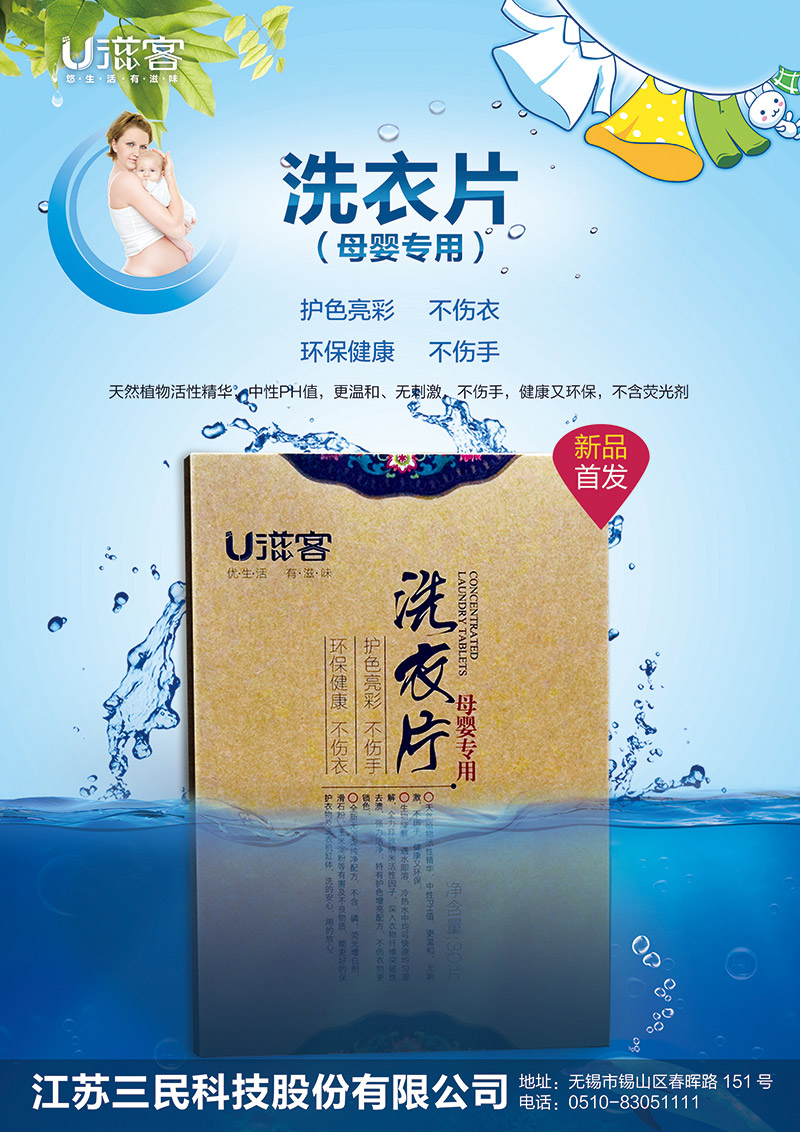 U滋客
悠·生·活·有·滋·味
洗衣片
（母婴专用）
护色亮彩 不伤衣
环保健康 不伤手
天然植物活性精华，中性PH值，更温和、无刺激，不伤手，健康又环保，不含荧光剂
新品
首发
U滋客
优·生·活 有·滋·味
CONCENTRATED
LAUNDRY TABLETS
洗衣片
母婴专用
护色亮彩 不伤手
环保健康 不伤衣
净含量 30片
江苏三民科技股份有限公司
地址：无锡市锡山区春晖路 151 号
电话：0510-83051111